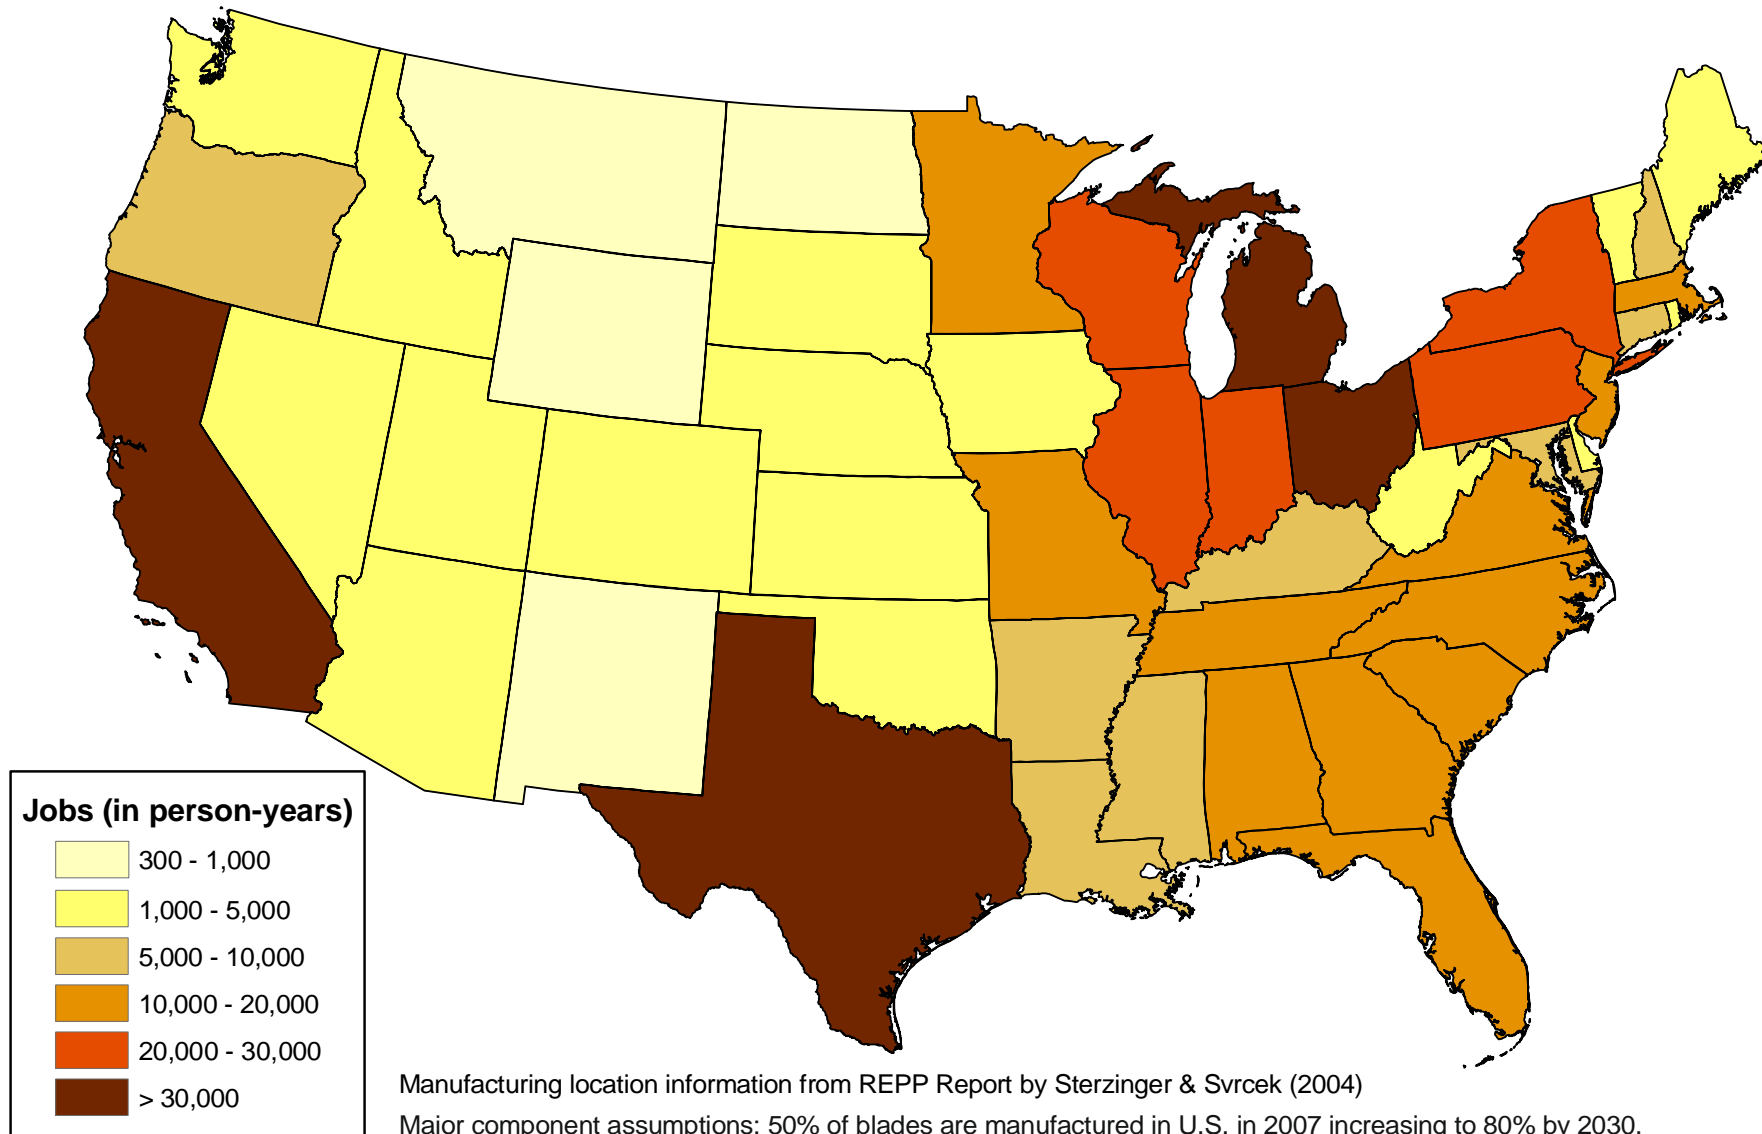 Jobs (in person-years)
300 - 1,000
1,000 - 5,000
5,000 - 10,000
10,000 - 20,000
20,000 - 30,000
> 30,000
Manufacturing location information from REPP Report by Sterzinger & Svrcek (2004)
Major component assumptions: 50% of blades are manufactured in U.S. in 2007 increasing to 80% by 2030.